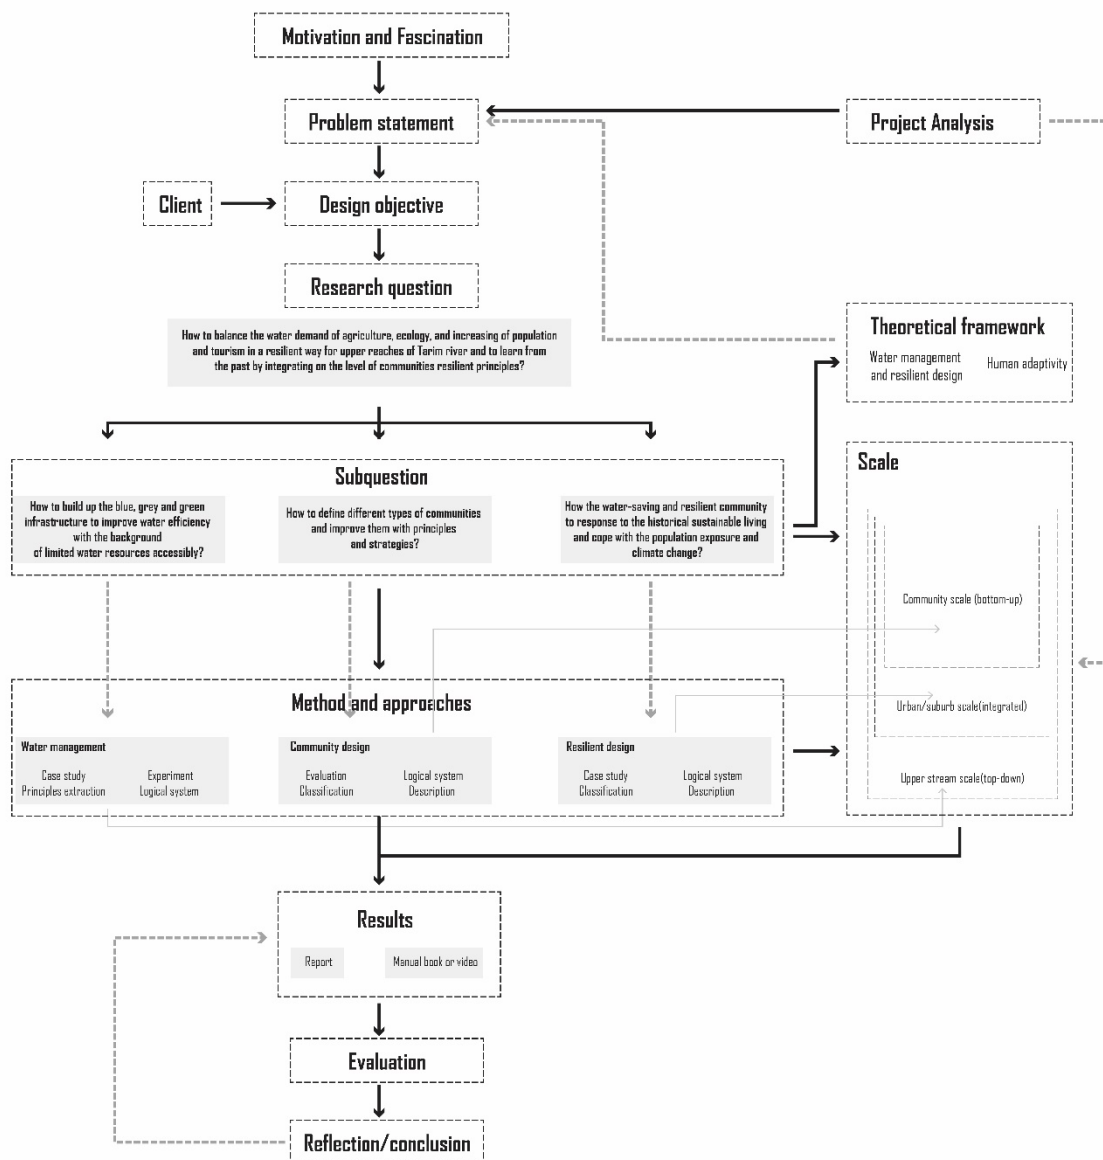 Motivation and Fascination
Problem statement
Project Analysis
Client
Design objective
Research question
How to balance the water demand of agriculture, ecology, and increasing of population
and tourism in a resilient way for upper reaches of Tarim river and to learn from
the past by integrating on the level of communities resilient principles?
Theoretical framework
Water management
and resilient design
Human adaptivity
Subquestion
How to build up the blue, grey and green
infrastructure to improve water efficiency
with the background
of limited water resources accessibly?
How to define different types of communities
and improve them with principles
and strategies?
How the water-saving and resilient community
to response to the historical sustainable living
and cope with the population exposure and
climate change?
Scale
Community scale (bottom-up)
Urban/suburb scale(integrated)
Upper stream scale(top-down)
Method and approaches
Water management
Case study
Principles extraction
Experiment
Logical system
Community design
Evaluation
Classification
Logical system
Description
Resilient design
Case study
Classification
Logical system
Description
Results
Report
Manual book or video
Evaluation
Reflection/conclusion